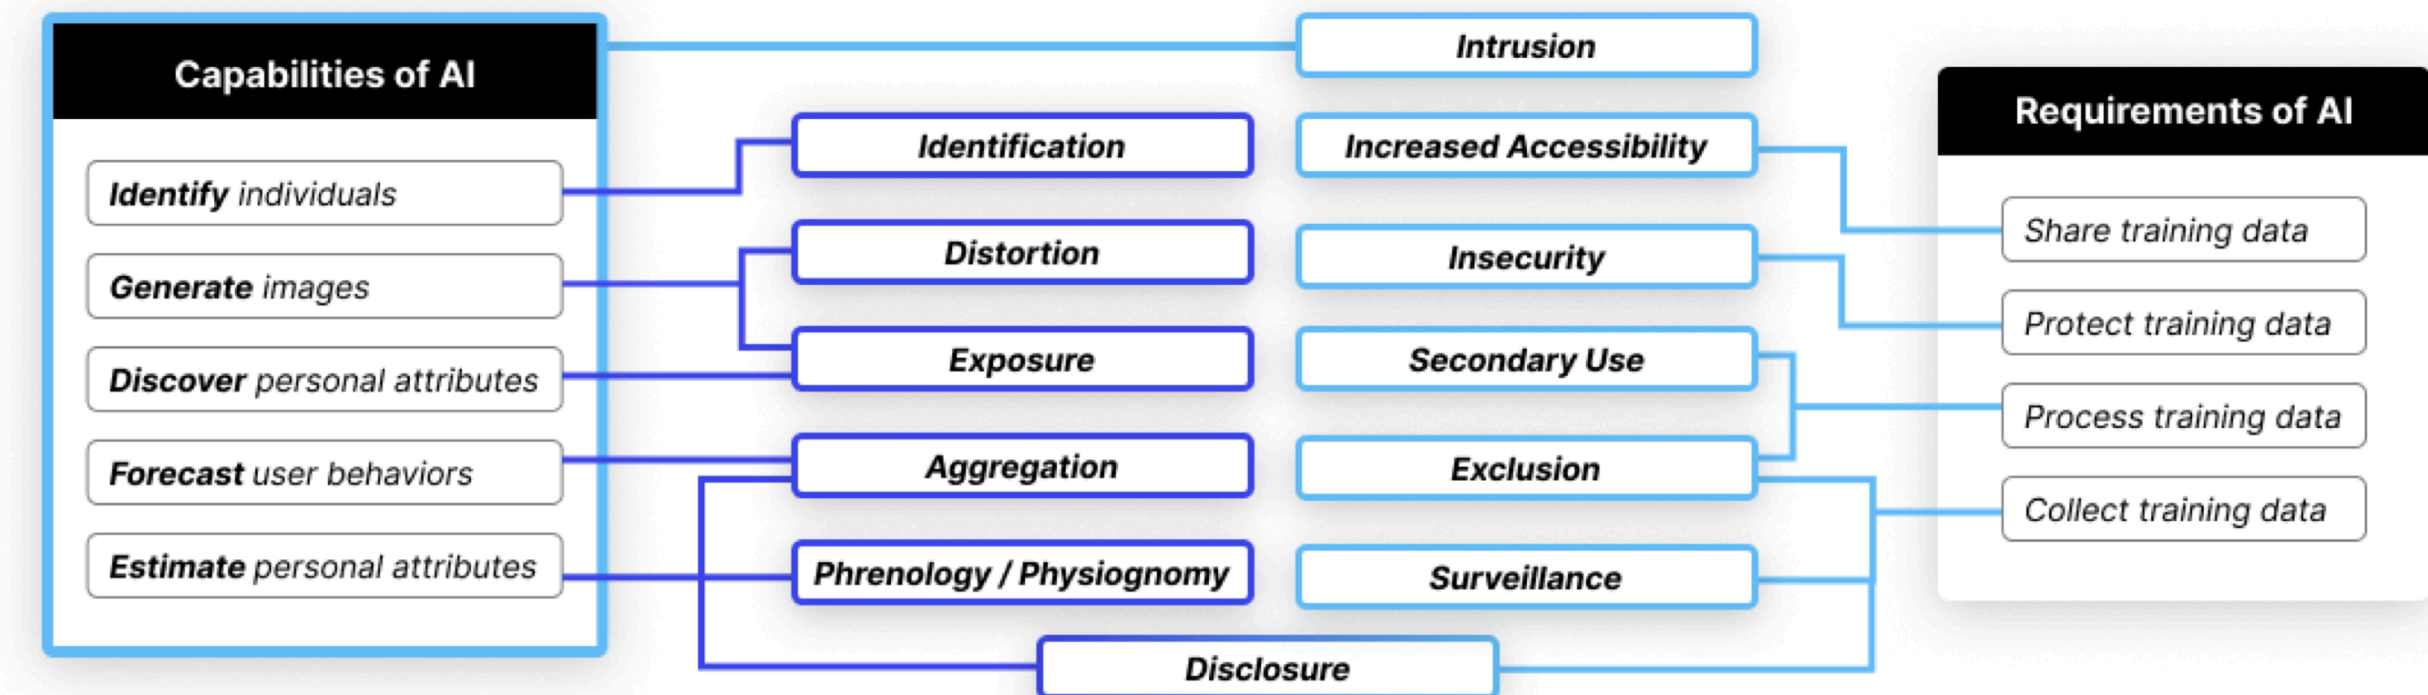 Capabilities of AI
Identify individuals
Generate images
Discover personal attributes
Forecast user behaviors
Estimate personal attributes
Identification
Distortion
Exposure
Aggregation
Phrenology / Physiognomy
Disclosure
Intrusion
Increased Accessibility
Insecurity
Secondary Use
Exclusion
Surveillance
Requirements of AI
Share training data
Protect training data
Process training data
Collect training data